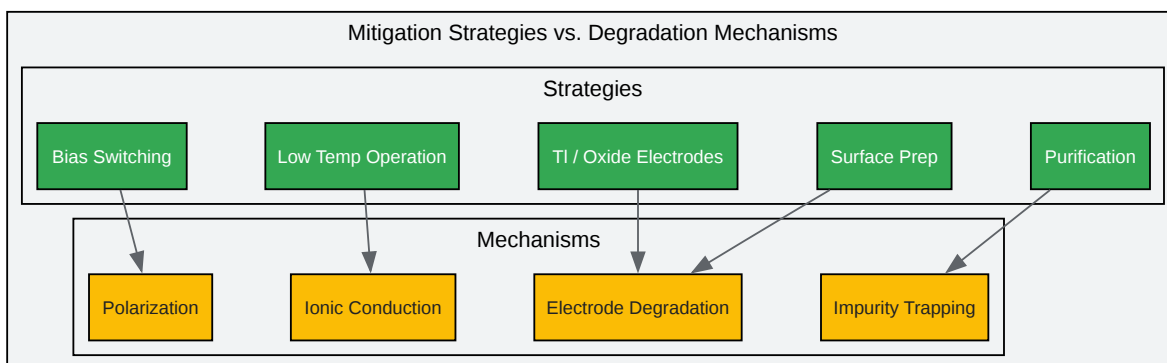 Mitigation Strategies vs. Degradation Mechanisms
Strategies
Bias Switching
Low Temp Operation
Tl / Oxide Electrodes
Surface Prep
Purification
Mechanisms
Polarization
Ionic Conduction
Electrode Degradation
Impurity Trapping